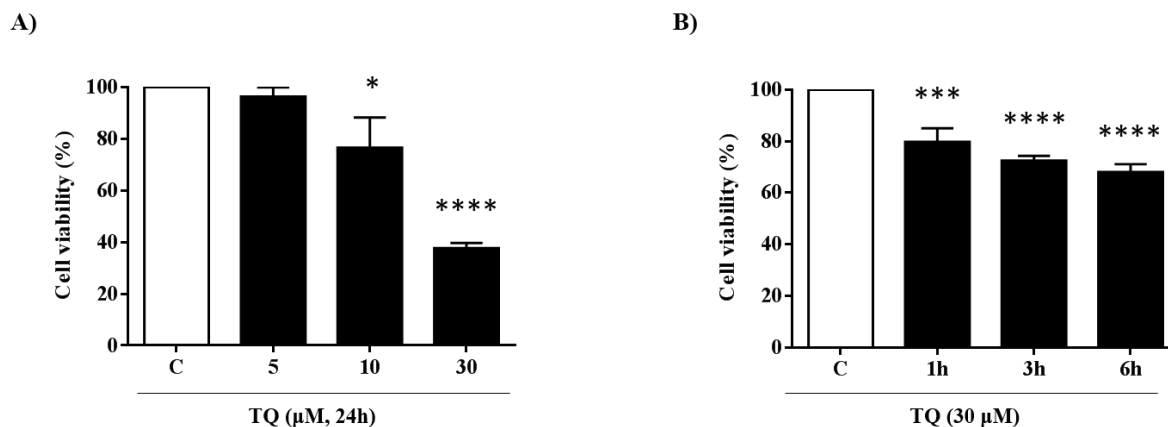 A)
Cell viability (%)
100
80
60
40
20
0
*
****
C 5 10 30
TQ (µM, 24h)
B)
Cell viability (%)
100
80
60
40
20
0
***
****
****
C 1h 3h 6h
TQ (30 µM)